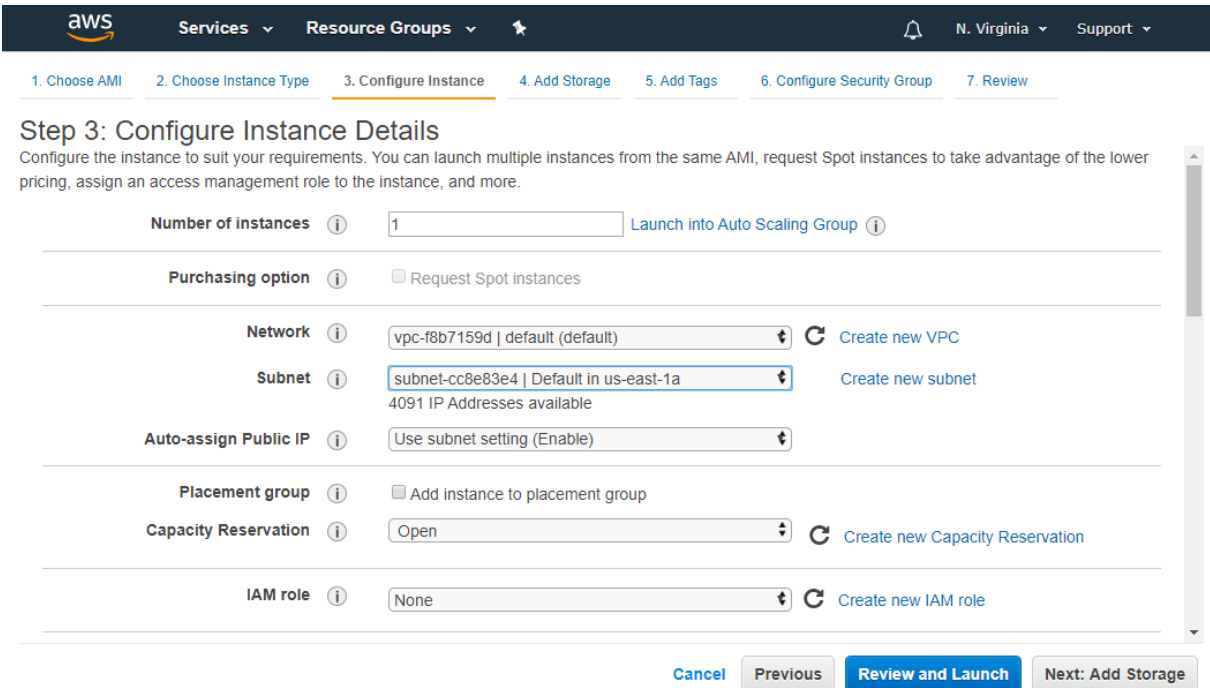 aws Services Resource Groups N. Virginia Support
1. Choose AMI 2. Choose Instance Type 3. Configure Instance 4. Add Storage 5. Add Tags 6. Configure Security Group 7. Review
Step 3: Configure Instance Details
Configure the instance to suit your requirements. You can launch multiple instances from the same AMI, request Spot instances to take advantage of the lower
pricing, assign an access management role to the instance, and more.
Number of instances i 1 Launch into Auto Scaling Group i
Purchasing option i Request Spot instances
Network i vpc-f8b7159d | default (default) Create new VPC
Subnet i subnet-cc8e83e4 | Default in us-east-1a Create new subnet
4091 IP Addresses available
Auto-assign Public IP i Use subnet setting (Enable)
Placement group i Add instance to placement group
Capacity Reservation i Open Create new Capacity Reservation
IAM role i None Create new IAM role
Cancel Previous Review and Launch Next: Add Storage